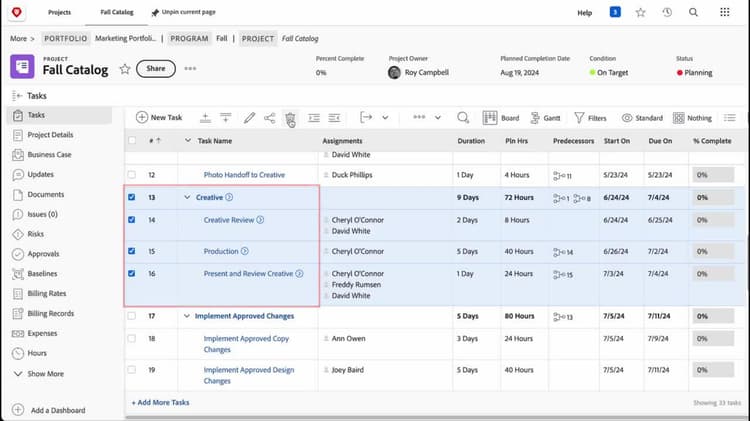 Projects
Fall Catalog
Unpin current page
Help
3
More >
PORTFOLIO
Marketing Portfolio...
PROGRAM
Fall
PROJECT
Fall Catalog
PROJECT
Fall Catalog
Share
Percent Complete
0%
Project Owner
Roy Campbell
Planned Completion Date
Aug 19, 2024
Condition
On Target
Status
Planning
Tasks
New Task
Board
Gantt
Filters
Standard
Nothing
Tasks
Project Details
Business Case
Updates
Documents
Issues (0)
Risks
Approvals
Baselines
Billing Rates
Billing Records
Expenses
Hours
Show More
Add a Dashboard
# Task Name Assignments Duration Pln Hrs Predecessors Start On Due On % Complete
David White
12 Photo Handoff to Creative Duck Phillips 1 Day 4 Hours 11 5/23/24 5/23/24 0%
13 Creative 9 Days 72 Hours 1 8 6/24/24 7/4/24 0%
14 Creative Review Cheryl O'Connor 2 Days 8 Hours 6/24/24 6/25/24 0%
David White
15 Production Cheryl O'Connor 5 Days 40 Hours 14 6/26/24 7/2/24 0%
16 Present and Review Creative Cheryl O'Connor 1 Day 24 Hours 15 7/3/24 7/4/24 0%
Freddy Rumsen
David White
17 Implement Approved Changes 5 Days 80 Hours 13 7/5/24 7/11/24 0%
18 Implement Approved Copy Ann Owen 3 Days 24 Hours 7/5/24 7/9/24 0%
Changes
19 Implement Approved Design Joey Baird 5 Days 40 Hours 7/5/24 7/11/24 0%
Changes
+ Add More Tasks
Showing 33 tasks